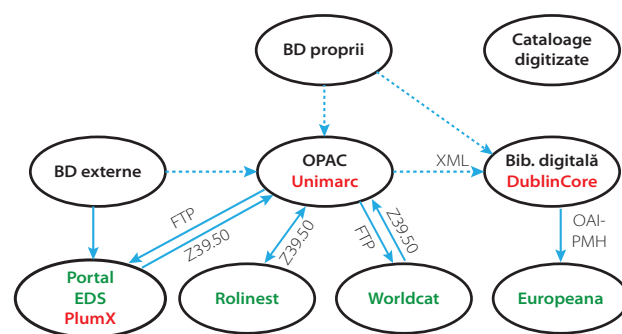 BD proprii
Cataloage
digitizate
BD externe
OPAC
Unimarc
XML
Bib. digitală
DublinCore
FTP
Z39.50
Z39.50
FTP
Z39.50
OAI-
PMH
Portal
EDS
PlumX
Rolinest
Worldcat
Europeana